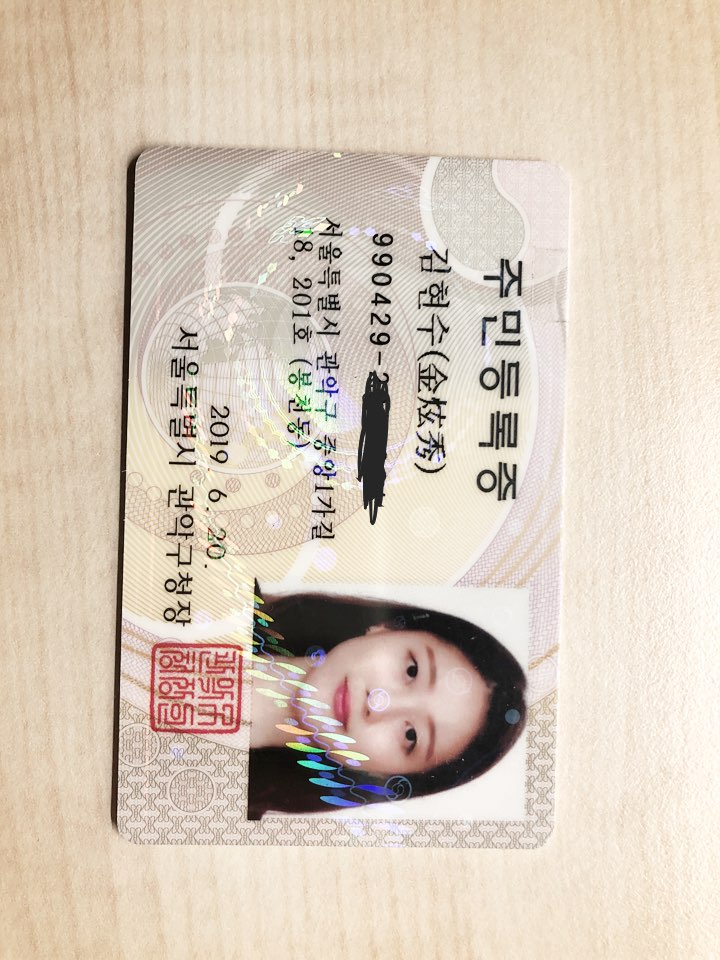 주민등록증
김현수(金炫秀)
990429-2
서울특별시 관악구 중앙1가길
18, 201호 (봉천동)
2019. 6. 20.
서울특별시 관악구청장